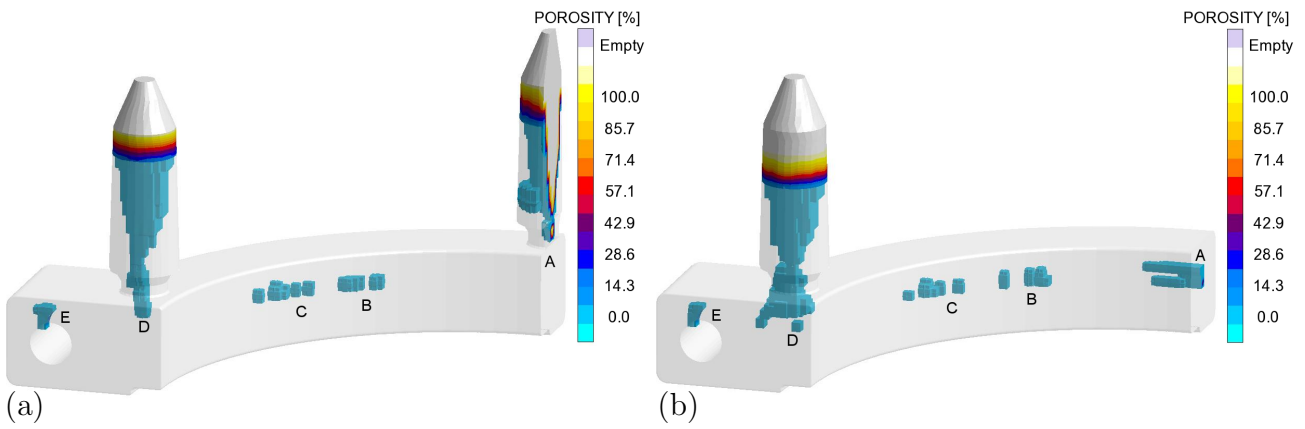 POROSITY [%]
Empty
100.0
85.7
71.4
57.1
42.9
28.6
14.3
0.0
A
B
C
D
E
(a)
POROSITY [%]
Empty
100.0
85.7
71.4
57.1
42.9
28.6
14.3
0.0
A
B
C
D
E
(b)